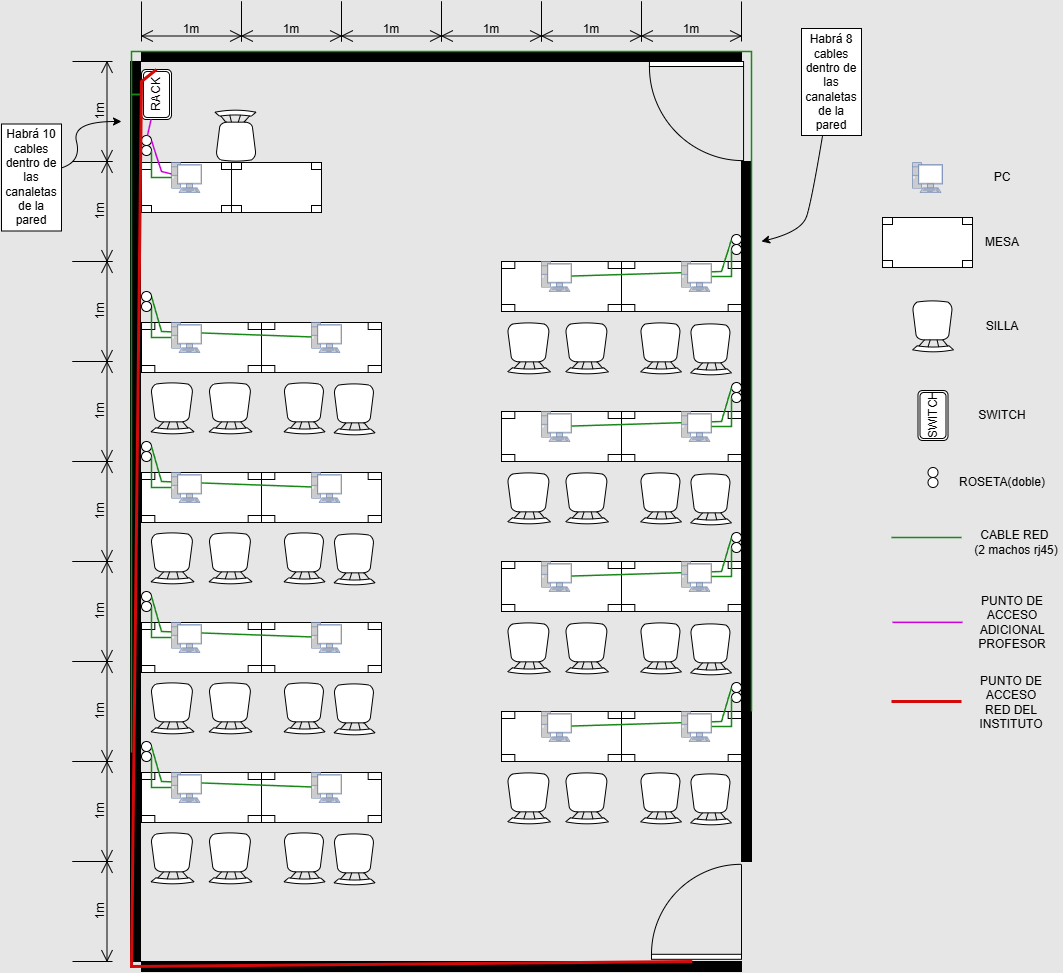 1m
1m
1m
1m
1m
1m
Habrá 8
cables
dentro de
las
canaletas
de la
pared
RACK
1m
Habrá 10
cables
dentro de
las
canaletas
de la
pared
1m
1m
1m
1m
1m
1m
1m
1m
PC
MESA
SILLA
SWITCH
SWITCH
ROSETA(doble)
CABLE RED
(2 machos rj45)
PUNTO DE
ACCESO
ADICIONAL
PROFESOR
PUNTO DE
ACCESO
RED DEL
INSTITUTO